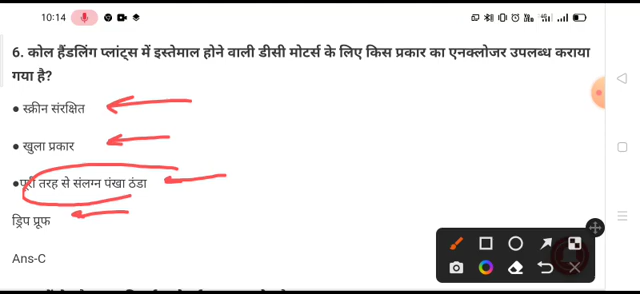 10:14
6. कोल हैंडलिंग प्लांट्स में इस्तेमाल होने वाली डीसी मोटर्स के लिए किस प्रकार का एनक्लोजर उपलब्ध कराया
गया है?
● स्क्रीन संरक्षित
● खुला प्रकार
●पूरी तरह से संलग्न पंखा ठंडा
ड्रिप प्रूफ
Ans-C